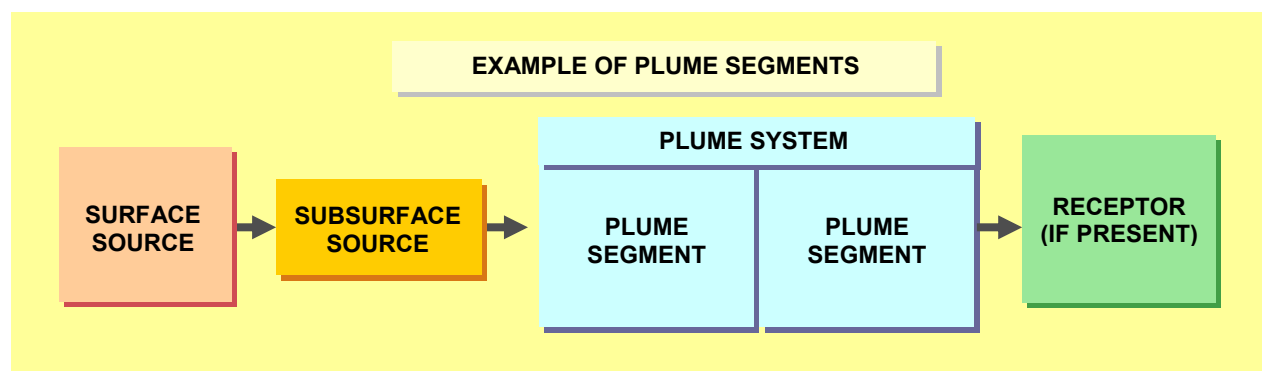 EXAMPLE OF PLUME SEGMENTS
SURFACE
SOURCE
SUBSURFACE
SOURCE
PLUME SYSTEM
PLUME
SEGMENT
PLUME
SEGMENT
RECEPTOR
(IF PRESENT)